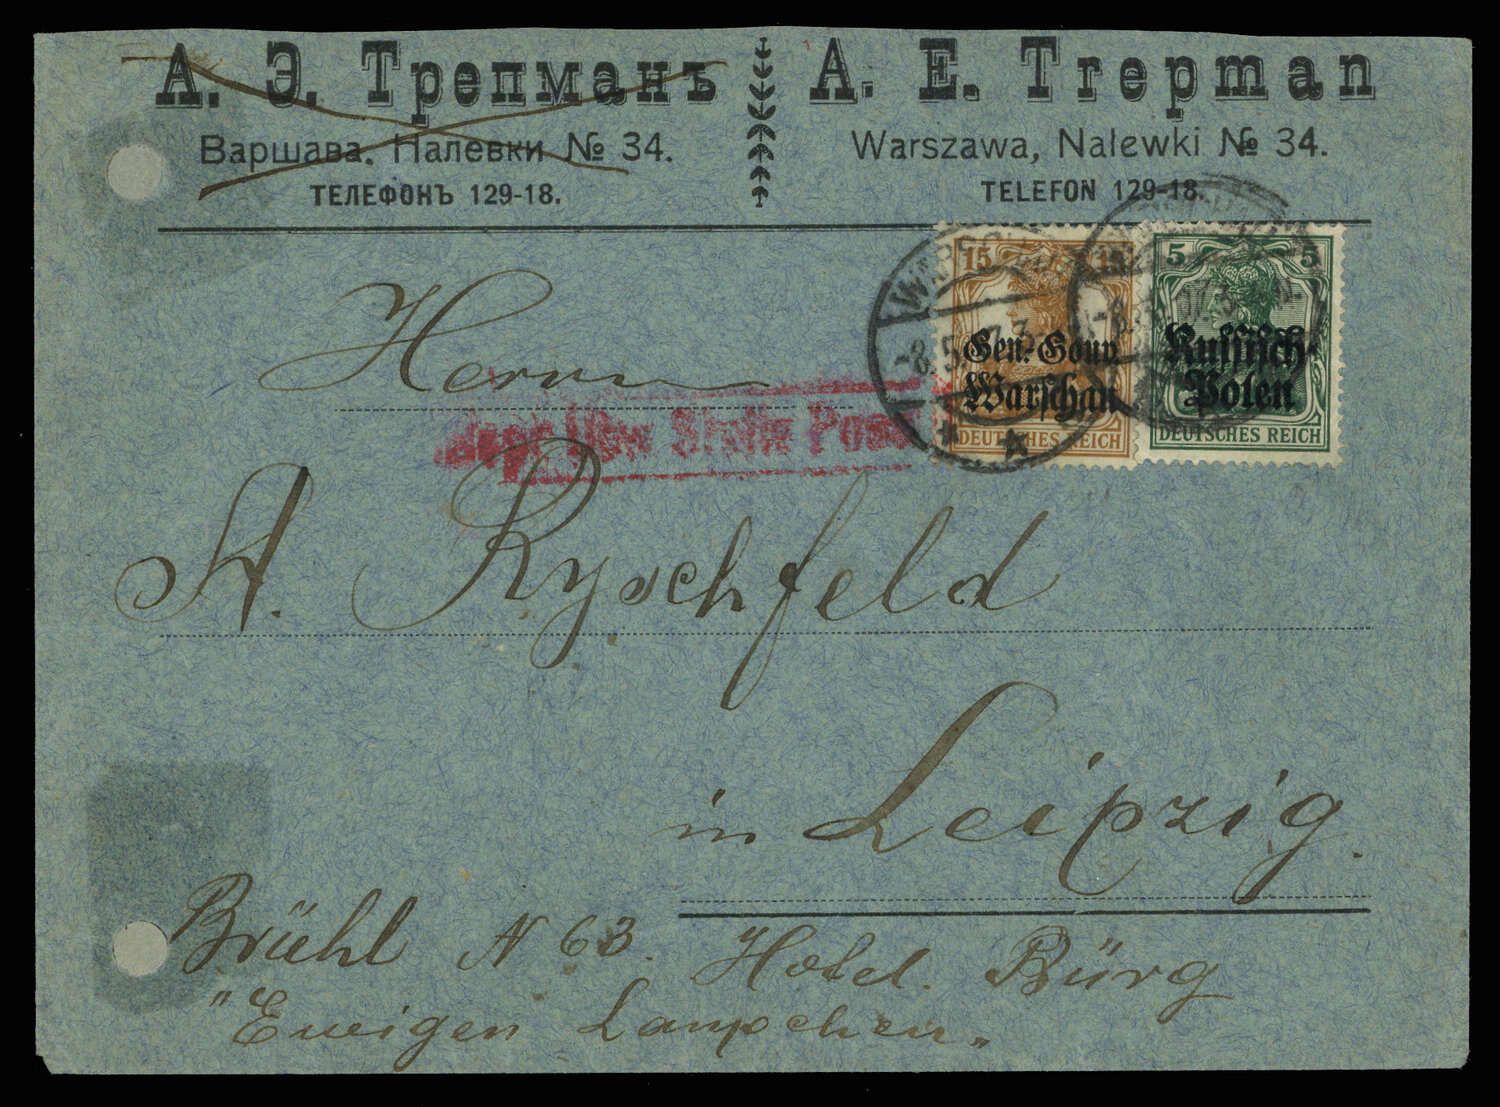 А. Э. Трепманъ
Варшава, Налевки № 34.
ТЕЛЕФОНЪ 129-18.
A. E. Trepman
Warszawa, Nalewki № 34.
TELEFON 129-18.
15 15
Gen.-Gouv.
Warschau
DEUTSCHES REICH
5 5
Russisch-
Polen
DEUTSCHES REICH
-8.5.
Herrn
A. Ryschfeld
in Leipzig.
Brühl N 63. Hotel. Bürg
"Ewigen Lampchen"